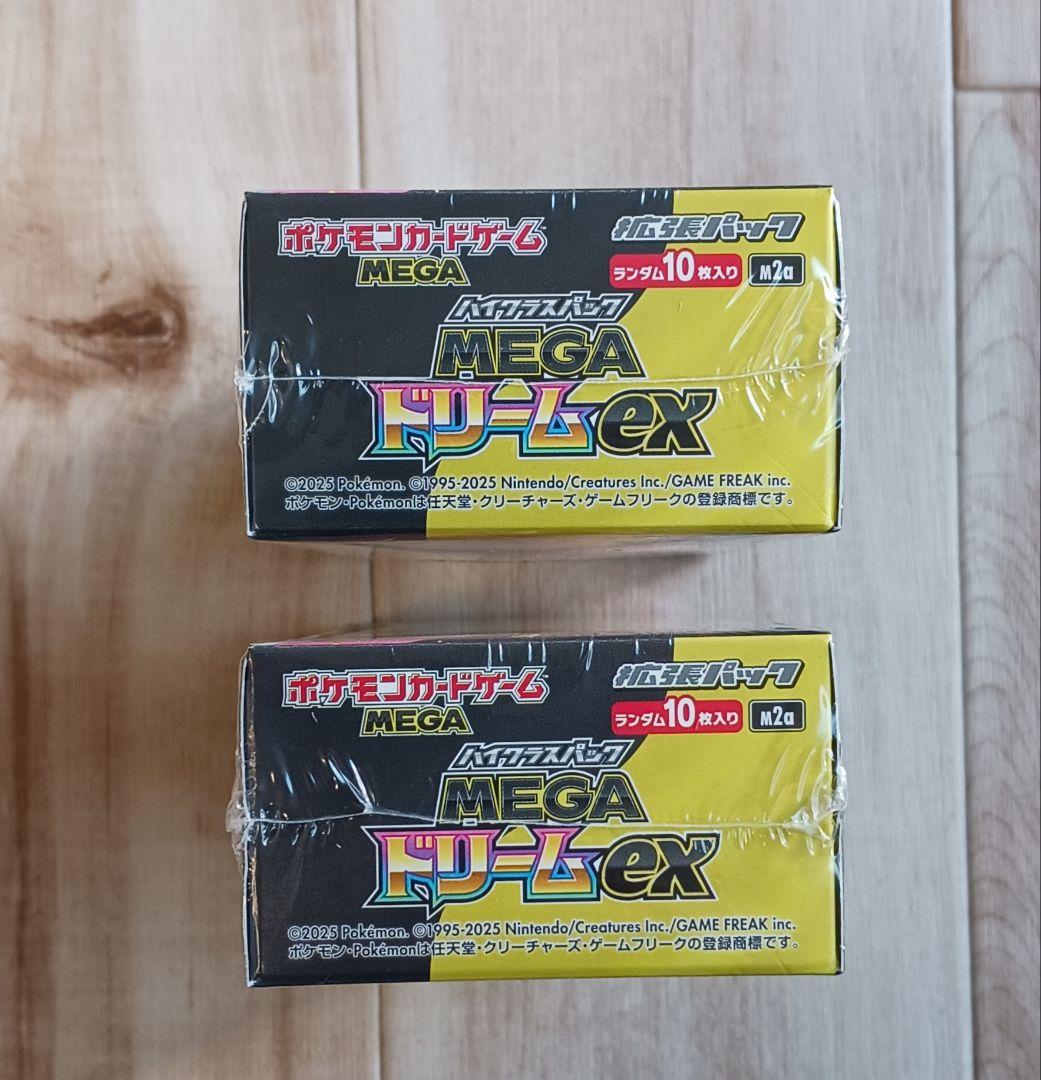 ポケモンカードゲーム
MEGA
拡張パック
ランダム10枚入り
M2a
ハイクラスパック
MEGA
ドリームex
©2025 Pokémon. ©1995-2025 Nintendo/Creatures Inc./GAME FREAK inc.
ポケモン・Pokémonは任天堂・クリーチャーズ・ゲームフリークの登録商標です。
ポケモンカードゲーム
MEGA
拡張パック
ランダム10枚入り
M2a
ハイクラスパック
MEGA
ドリームex
©2025 Pokémon. ©1995-2025 Nintendo/Creatures Inc./GAME FREAK inc.
ポケモン・Pokémonは任天堂・クリーチャーズ・ゲームフリークの登録商標です。